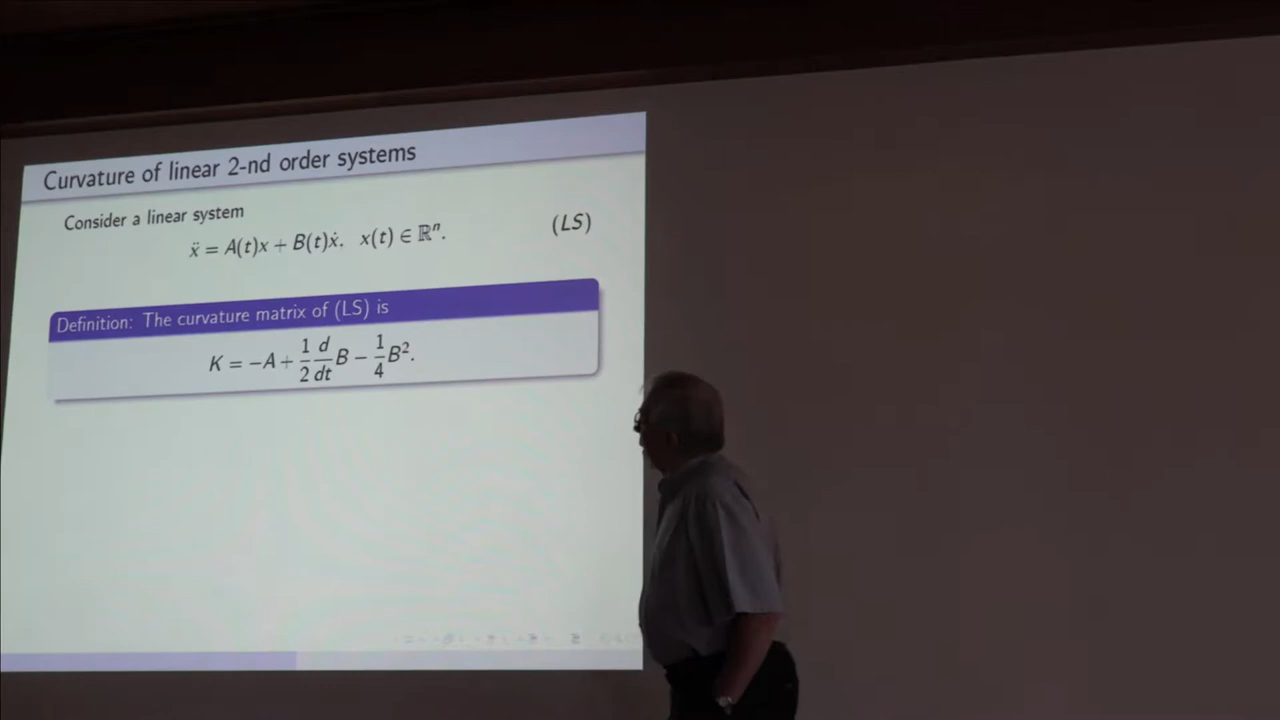 Curvature of linear 2-nd order systems
Consider a linear system
ẍ = A(t)x + B(t)ẋ. x(t) ∈ ℝⁿ. (LS)
Definition: The curvature matrix of (LS) is
K = −A + 1/2 d/dt B − 1/4 B².